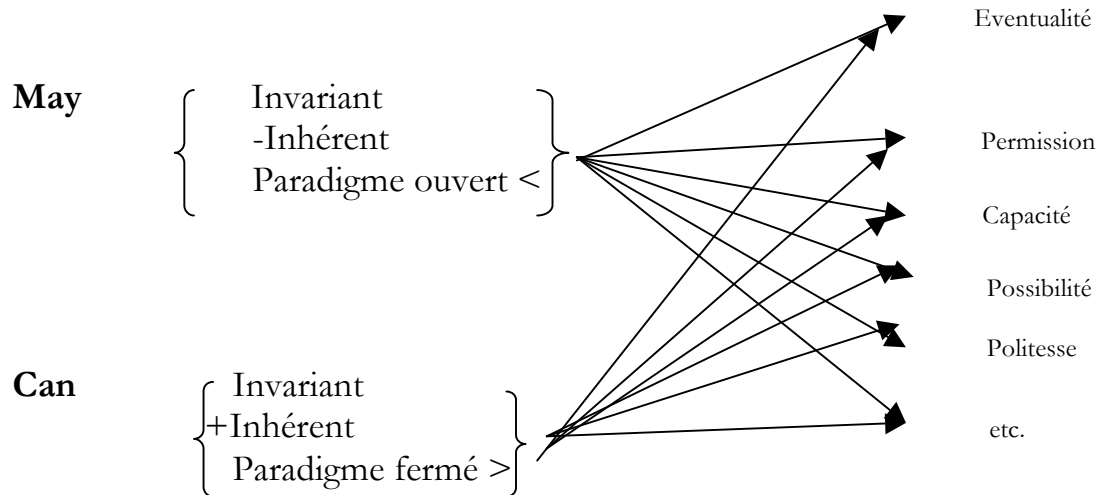 May
Invariant
-Inhérent
Paradigme ouvert <
Can
Invariant
+Inhérent
Paradigme fermé >
Eventualité
Permission
Capacité
Possibilité
Politesse
etc.